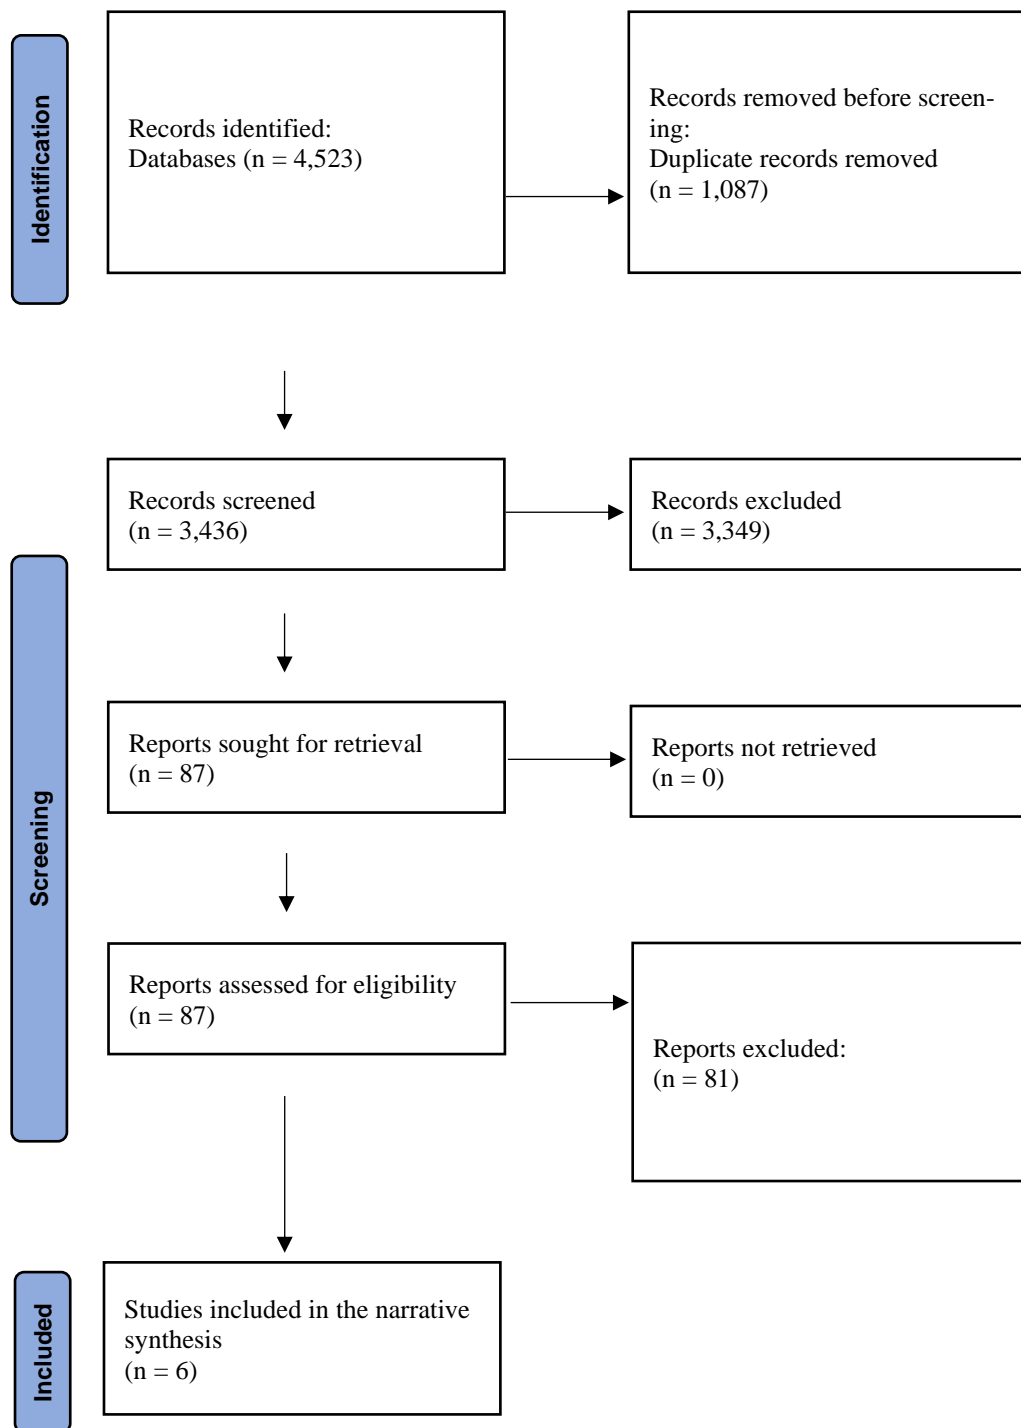 Identification
Records identified:
Databases (n = 4,523)
Records removed before screen-
ing:
Duplicate records removed
(n = 1,087)
Screening
Records screened
(n = 3,436)
Records excluded
(n = 3,349)
Reports sought for retrieval
(n = 87)
Reports not retrieved
(n = 0)
Reports assessed for eligibility
(n = 87)
Reports excluded:
(n = 81)
Included
Studies included in the narrative
synthesis
(n = 6)